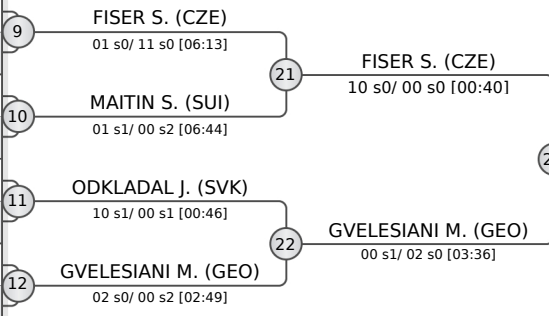 9
FISER S. (CZE)
01 s0/ 11 s0 [06:13]
21
FISER S. (CZE)
10 s0/ 00 s0 [00:40]
10
MAITIN S. (SUI)
01 s1/ 00 s2 [06:44]
11
ODKLADAL J. (SVK)
10 s1/ 00 s1 [00:46]
22
GVELESIANI M. (GEO)
00 s1/ 02 s0 [03:36]
12
GVELESIANI M. (GEO)
02 s0/ 00 s2 [02:49]